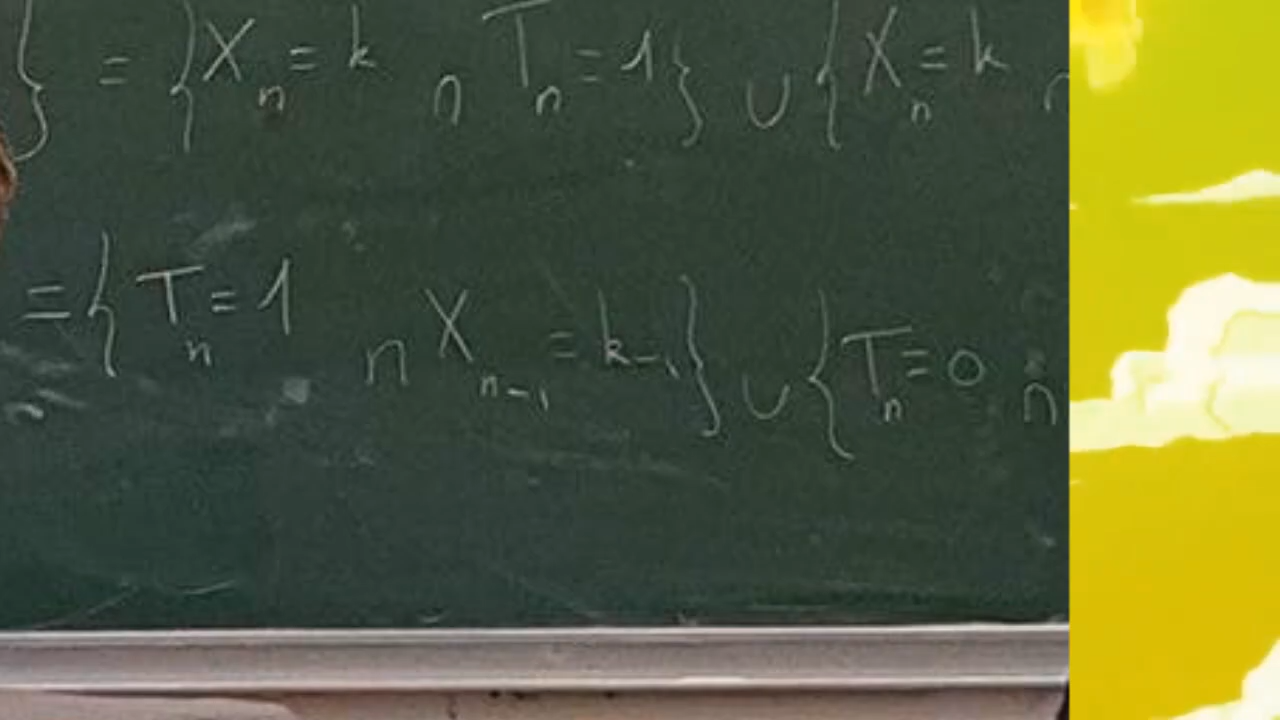 } = {X_n = k ∩ T_n = 1} ∪ {X_n = k ∩
= {T_n = 1 ∩ X_{n-1} = k-1} ∪ {T_n = 0 ∩